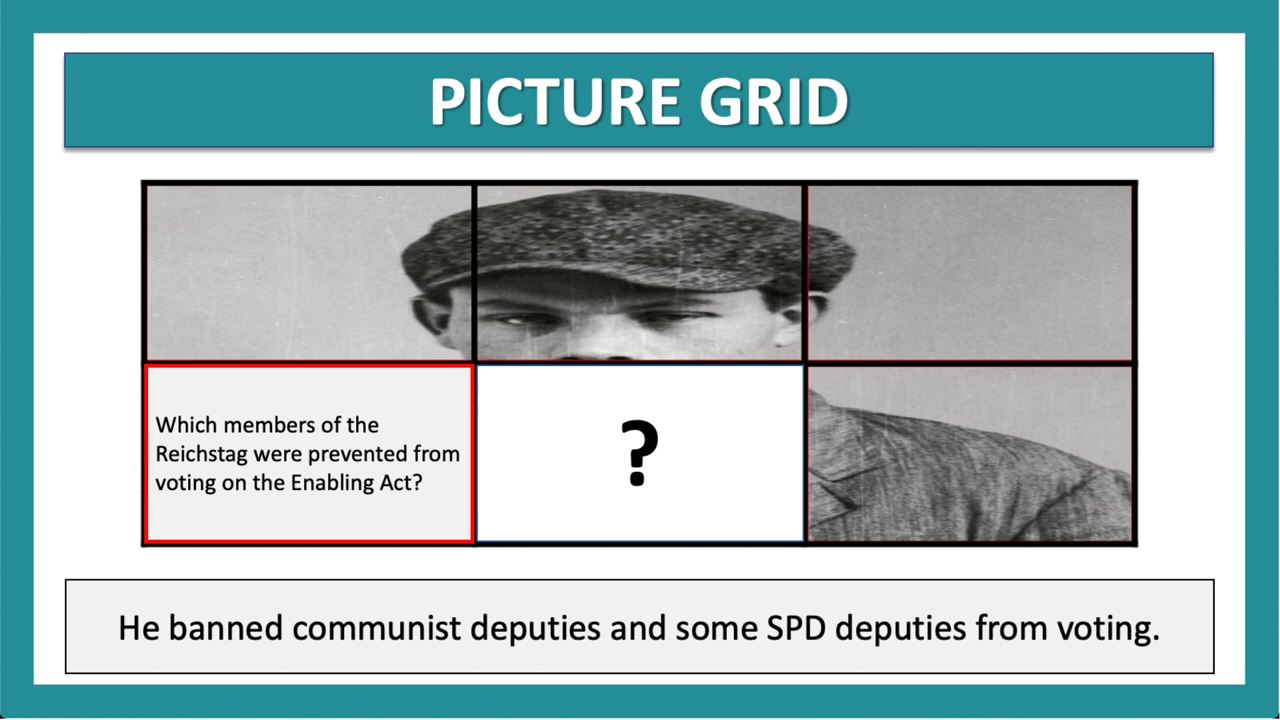 PICTURE GRID
Which members of the
Reichstag were prevented from
voting on the Enabling Act?
?
He banned communist deputies and some SPD deputies from voting.